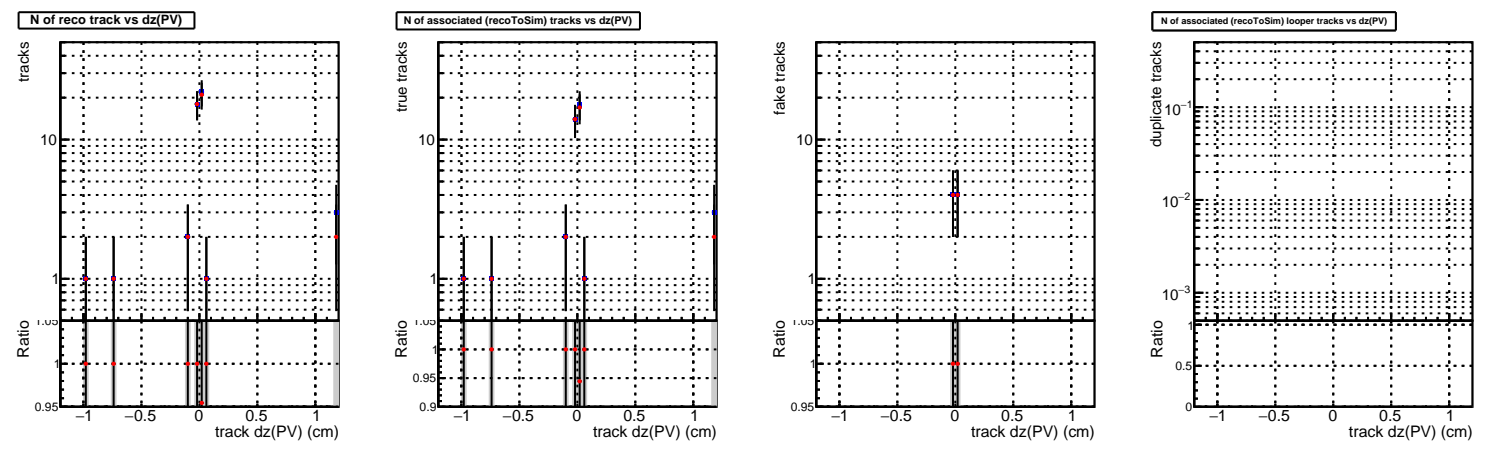 N of reco track vs dz(PV)
tracks
10
1
1.05
Ratio
1
0.95
−1 −0.5 0 0.5 1
track dz(PV) (cm)
N of associated (recoToSim) tracks vs dz(PV)
true tracks
10
1
1.05
Ratio
1
0.95
0.9
−1 −0.5 0 0.5 1
track dz(PV) (cm)
fake tracks
10
1
1.05
Ratio
1
0.95
−1 −0.5 0 0.5 1
track dz(PV) (cm)
N of associated (recoToSim) looper tracks vs dz(PV)
duplicate tracks
10−1
10−2
10−3
Ratio
1
0.5
0
−1 −0.5 0 0.5 1
track dz(PV) (cm)